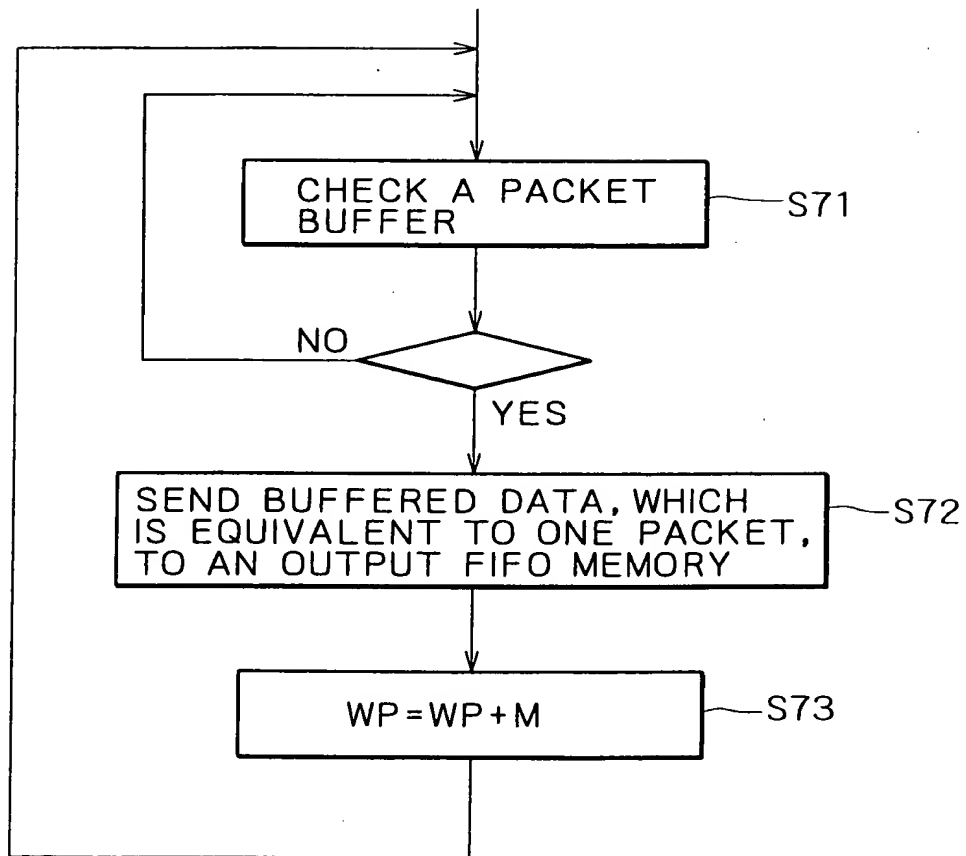 CHECK A PACKET
BUFFER
S71
NO
YES
SEND BUFFERED DATA, WHICH
IS EQUIVALENT TO ONE PACKET,
TO AN OUTPUT FIFO MEMORY
S72
WP=WP+M
S73